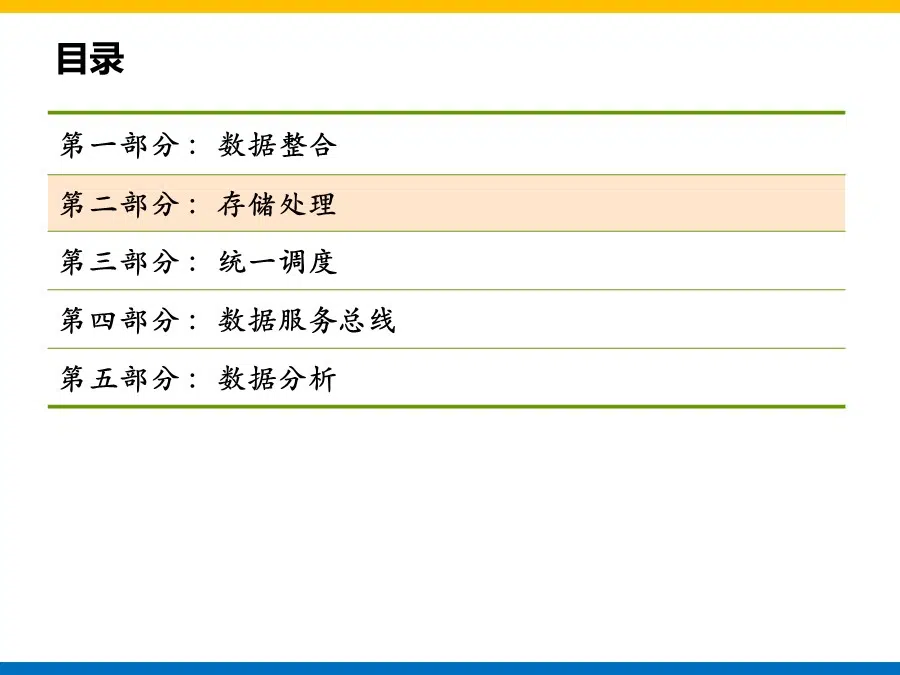 目录
第一部分：数据整合
第二部分：存储处理
第三部分：统一调度
第四部分：数据服务总线
第五部分：数据分析